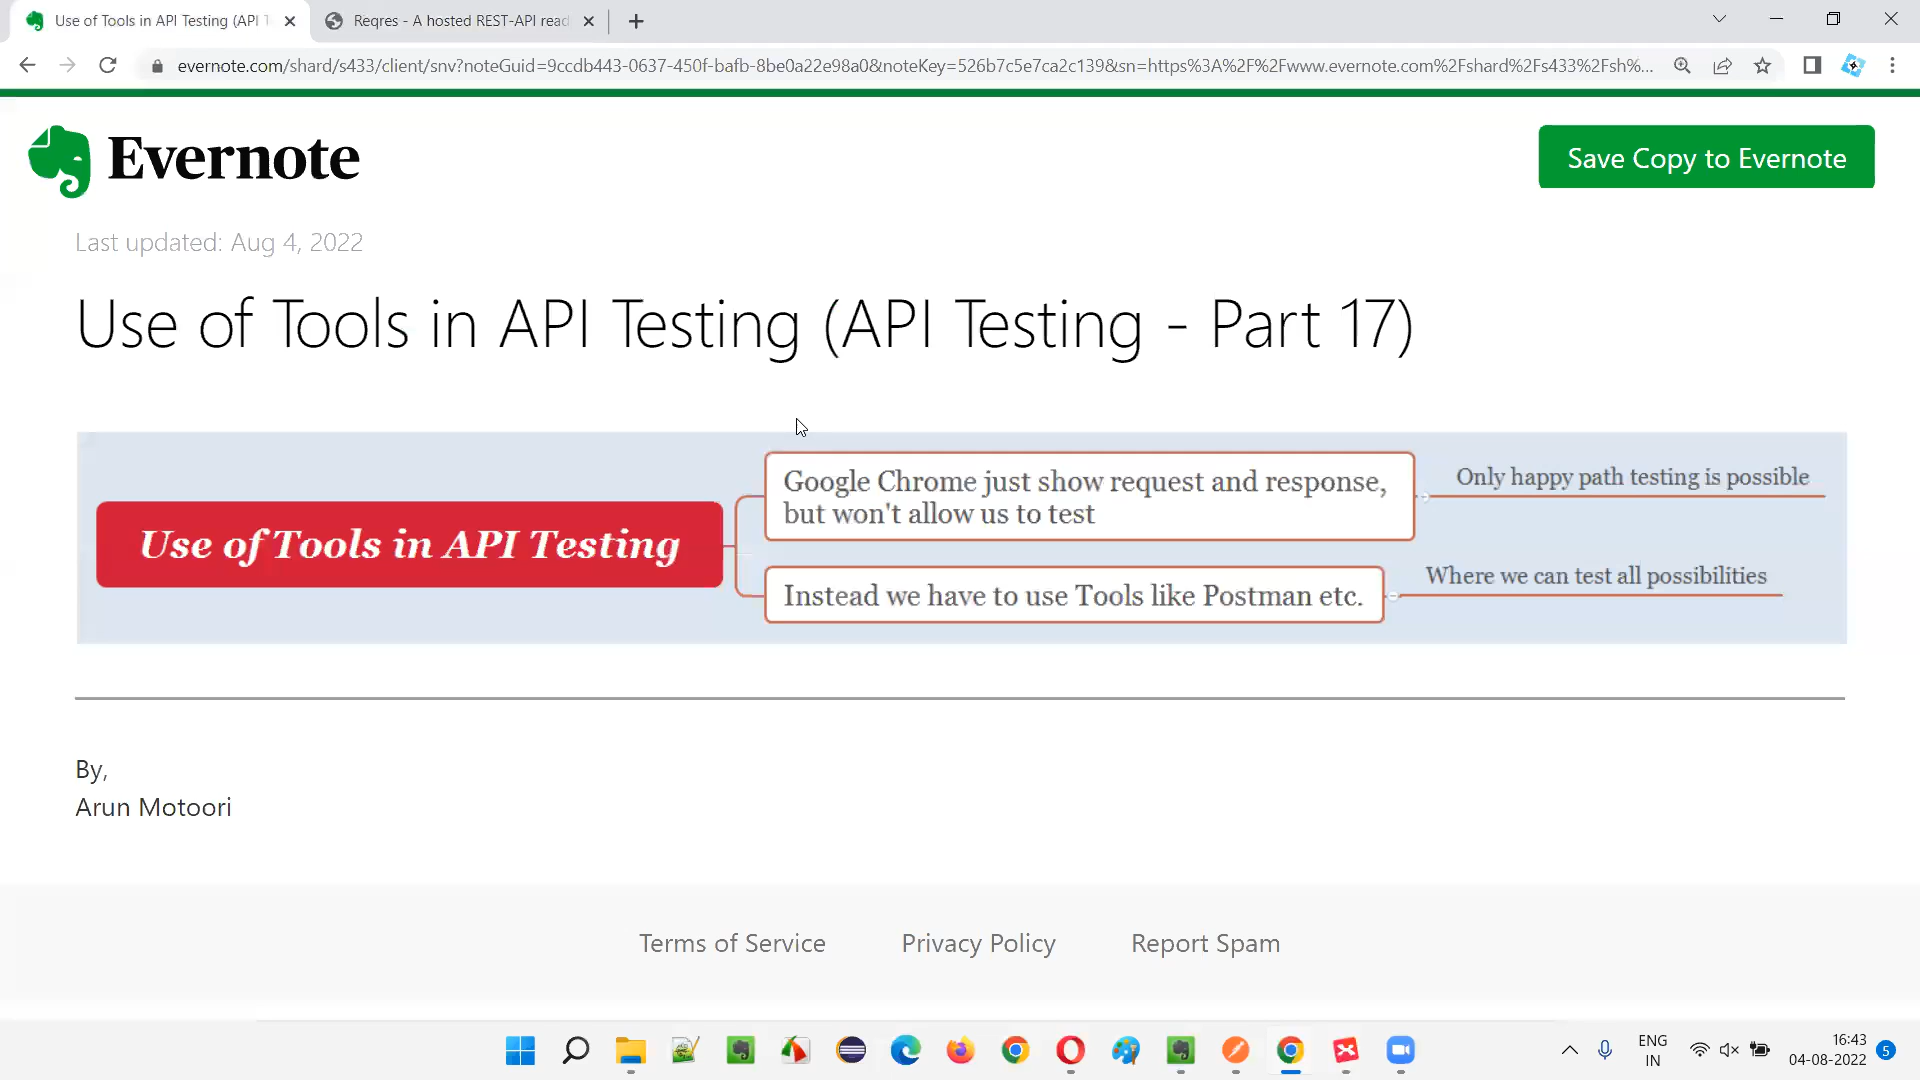 Use of Tools in API Testing (API T
Reqres - A hosted REST-API read
evernote.com/shard/s433/client/snv?noteGuid=9ccdb443-0637-450f-bafb-8be0a22e98a0&noteKey=526b7c5e7ca2c139&sn=https%3A%2F%2Fwww.evernote.com%2Fshard%2Fs433%2Fsh%...
Evernote
Save Copy to Evernote
Last updated: Aug 4, 2022
Use of Tools in API Testing (API Testing - Part 17)
Use of Tools in API Testing
Google Chrome just show request and response,
but won't allow us to test
Only happy path testing is possible
Instead we have to use Tools like Postman etc.
Where we can test all possibilities
By,
Arun Motoori
Terms of Service
Privacy Policy
Report Spam
ENG
IN
16:43
04-08-2022
5